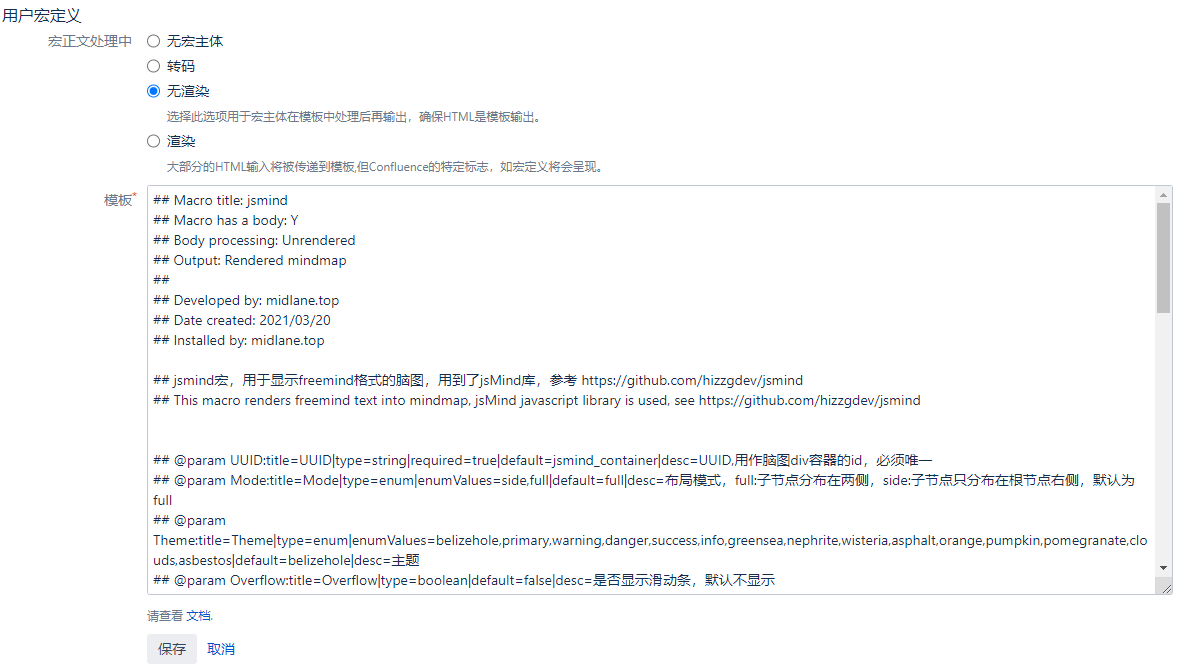 用户宏定义
宏正文处理中
无宏主体
转码
无渲染
选择此选项用于宏主体在模板中处理后再输出，确保HTML是模板输出。
渲染
大部分的HTML输入将被传递到模板,但Confluence的特定标志，如宏定义将会呈现。
模板*
## Macro title: jsmind
## Macro has a body: Y
## Body processing: Unrendered
## Output: Rendered mindmap
##
## Developed by: midlane.top
## Date created: 2021/03/20
## Installed by: midlane.top
## jsmind宏，用于显示freemind格式的脑图，用到了jsMind库，参考 https://github.com/hizzgdev/jsmind
## This macro renders freemind text into mindmap, jsMind javascript library is used, see https://github.com/hizzgdev/jsmind
## @param UUID:title=UUID|type=string|required=true|default=jsmind_container|desc=UUID,用作脑图div容器的id，必须唯一
## @param Mode:title=Mode|type=enum|enumValues=side,full|default=full|desc=布局模式，full:子节点分布在两侧，side:子节点只分布在根节点右侧，默认为
full
## @param
Theme:title=Theme|type=enum|enumValues=belizehole,primary,warning,danger,success,info,greensea,nephrite,wisteria,asphalt,orange,pumpkin,pomegranate,clo
uds,asbestos|default=belizehole|desc=主题
## @param Overflow:title=Overflow|type=boolean|default=false|desc=是否显示滑动条，默认不显示
请查看 文档.
保存 取消